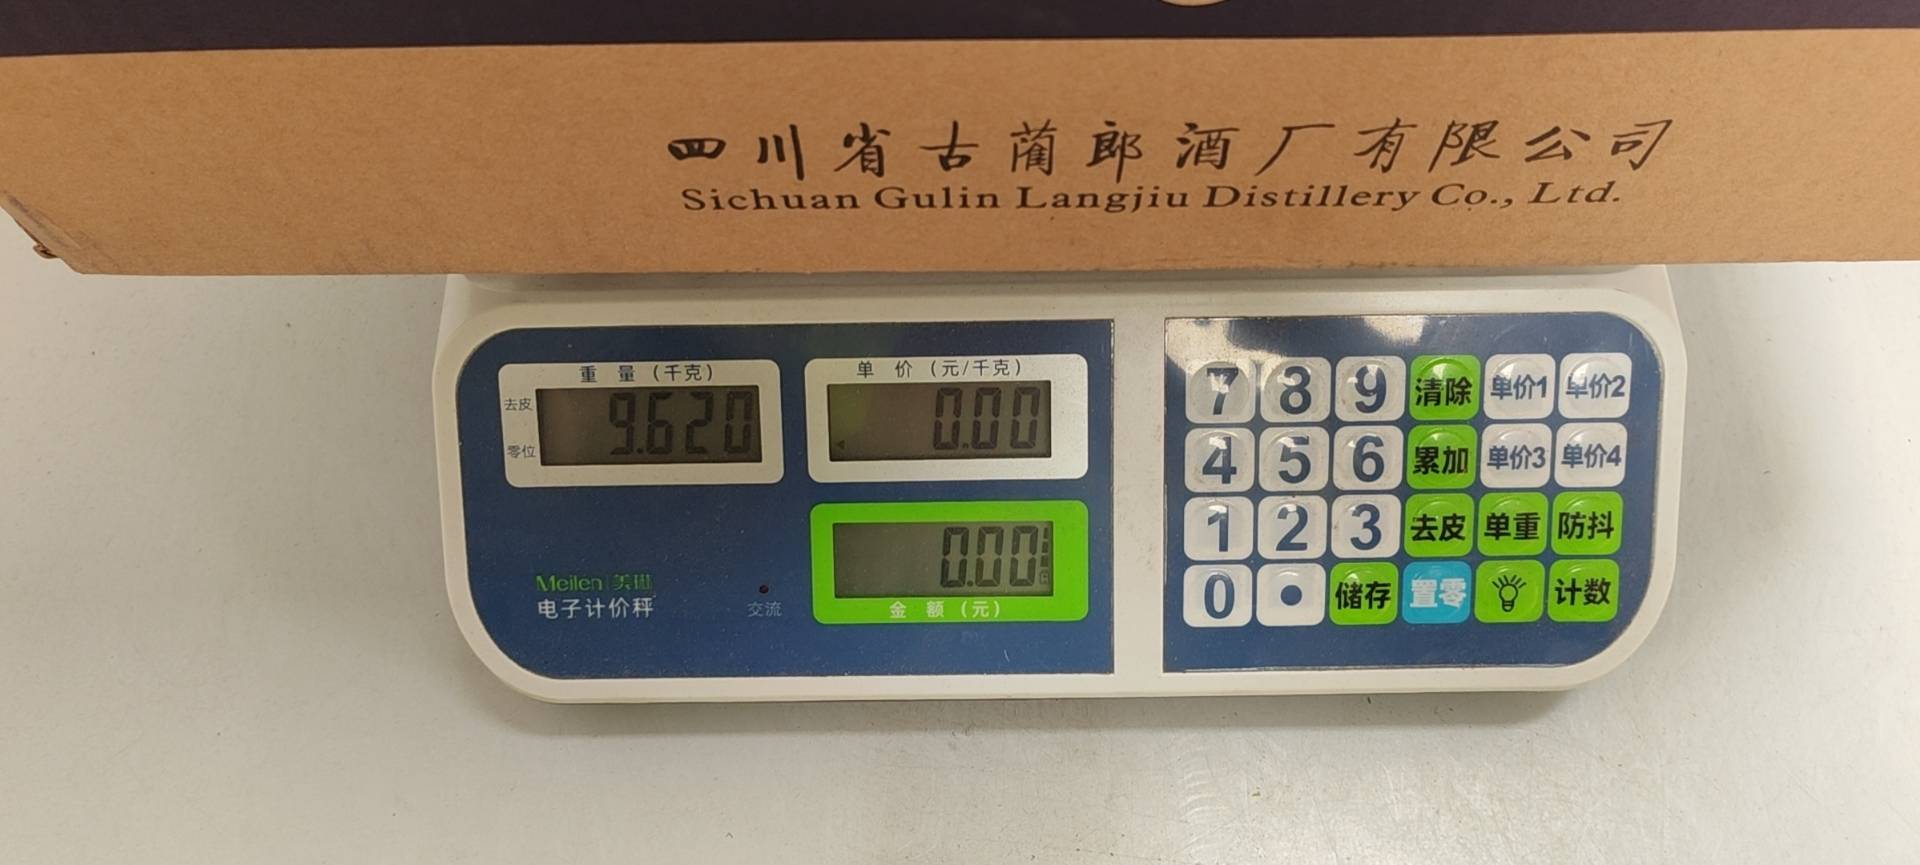 四川省古蔺郎酒厂有限公司
Sichuan Gulin Langjiu Distillery Co., Ltd.
重 量 (千克)
去皮
零位
9.620
单 价 (元/千克)
0.00
0.00
金 额 (元)
Meilen 美琳
电子计价秤
交流
7 8 9 清除 单价1 单价2
4 5 6 累加 单价3 单价4
1 2 3 去皮 单重 防抖
0 • 储存 置零 计数